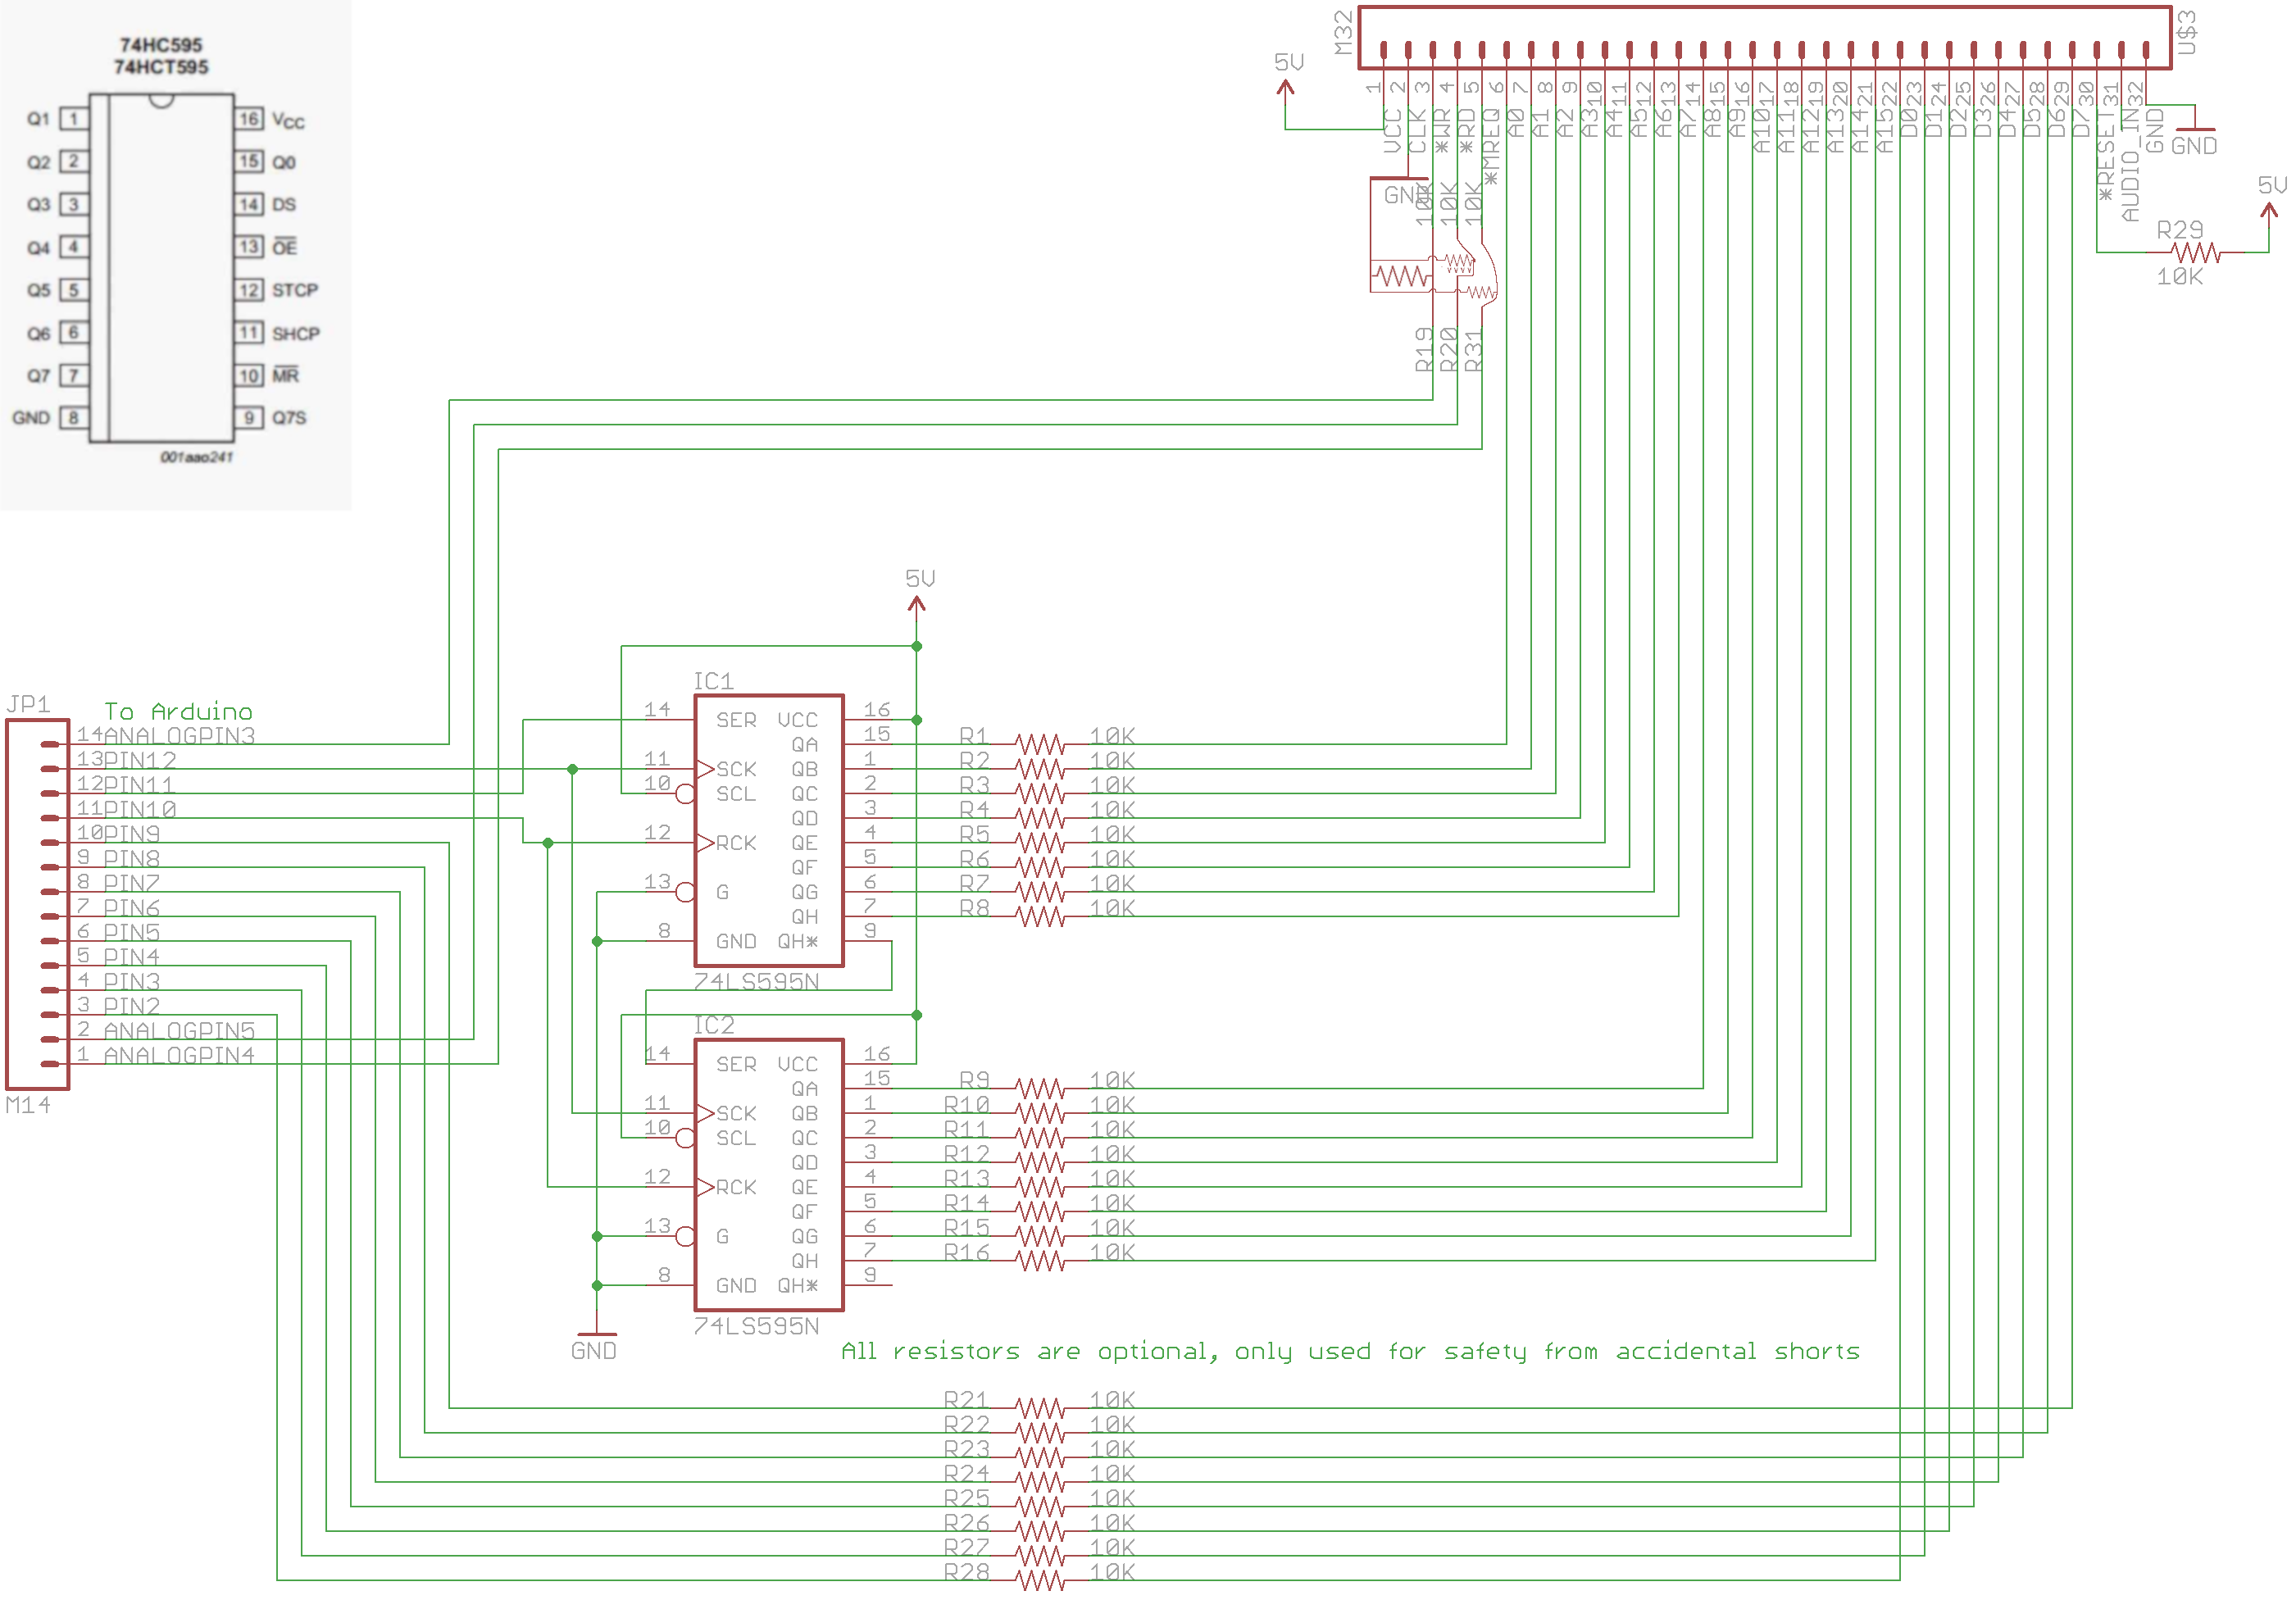 74HC595
74HCT595
Q1 1 16 VCC
Q2 2 15 Q0
Q3 3 14 DS
Q4 4 13 OE
Q5 5 12 STCP
Q6 6 11 SHCP
Q7 7 10 MR
GND 8 9 Q7S
001aao241
M32
U$3
5V
1 2 3 4 5 6 7 8 9 10 11 12 13 14 15 16 17 18 19 20 21 22 23 24 25 26 27 28 29 30 31 32
VCC CLK *WR *RD *MREQ A0 A1 A2 A3 A4 A5 A6 A7 A8 A9 A10 A11 A12 A13 A14 A15 D0 D1 D2 D3 D4 D5 D6 D7 *RESET AUDIO_IN GND
GND
GND
10K 10K 10K
R19 R20 R31
5V
R29
10K
5V
JP1
To Arduino
14 ANALOGPIN3
13 PIN12
12 PIN11
11 PIN10
10 PIN9
9 PIN8
8 PIN7
7 PIN6
6 PIN5
5 PIN4
4 PIN3
3 PIN2
2 ANALOGPIN5
1 ANALOGPIN4
M14
IC1
14 SER VCC 16
QA 15 R1 10K
11 SCK QB 1 R2 10K
10 SCL QC 2 R3 10K
QD 3 R4 10K
12 RCK QE 4 R5 10K
QF 5 R6 10K
13 G QG 6 R7 10K
QH 7 R8 10K
8 GND QH* 9
74LS595N
IC2
14 SER VCC 16
QA 15 R9 10K
11 SCK QB 1 R10 10K
10 SCL QC 2 R11 10K
QD 3 R12 10K
12 RCK QE 4 R13 10K
QF 5 R14 10K
13 G QG 6 R15 10K
QH 7 R16 10K
8 GND QH* 9
74LS595N
GND
All resistors are optional, only used for safety from accidental shorts
R21 10K
R22 10K
R23 10K
R24 10K
R25 10K
R26 10K
R27 10K
R28 10K